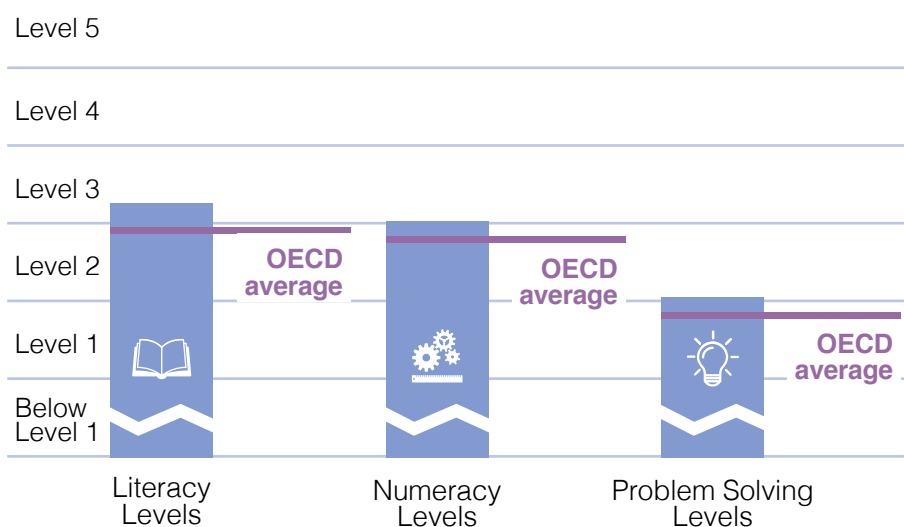 Level 5
Level 4
Level 3
Level 2
OECD
average
OECD
average
Level 1
OECD
average
Below
Level 1
Literacy
Levels
Numeracy
Levels
Problem Solving
Levels